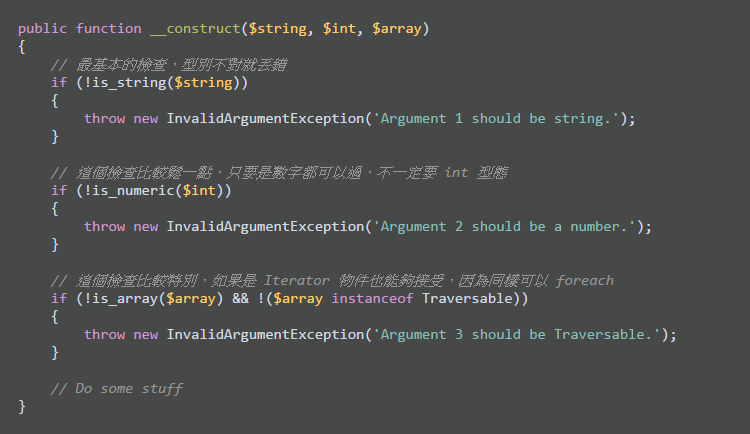 public function __construct($string, $int, $array)
{
    // 最基本的檢查，型別不對就丟錯
    if (!is_string($string))
    {
        throw new InvalidArgumentException('Argument 1 should be string.');
    }

    // 這個檢查比較鬆一點，只要是數字都可以過，不一定要 int 型態
    if (!is_numeric($int))
    {
        throw new InvalidArgumentException('Argument 2 should be a number.');
    }

    // 這個檢查比較特別，如果是 Iterator 物件也能夠接受，因為同樣可以 foreach
    if (!is_array($array) && !($array instanceof Traversable))
    {
        throw new InvalidArgumentException('Argument 3 should be Traversable.');
    }

    // Do some stuff
}